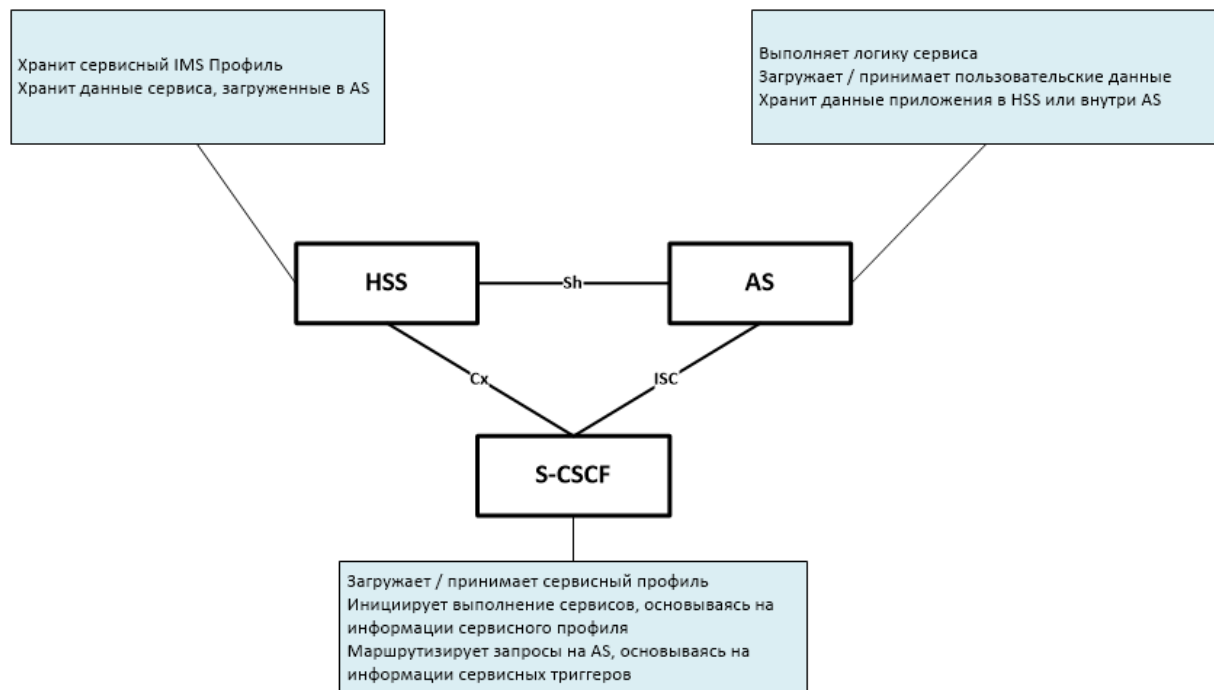 Хранит сервисный IMS Профиль
Хранит данные сервиса, загруженные в AS
Выполняет логику сервиса
Загружает / принимает пользовательские данные
Хранит данные приложения в HSS или внутри AS
HSS
Sh
AS
Cx
ISC
S-CSCF
Загружает / принимает сервисный профиль
Инициирует выполнение сервисов, основываясь на
информации сервисного профиля
Маршрутизирует запросы на AS, основываясь на
информации сервисных триггеров